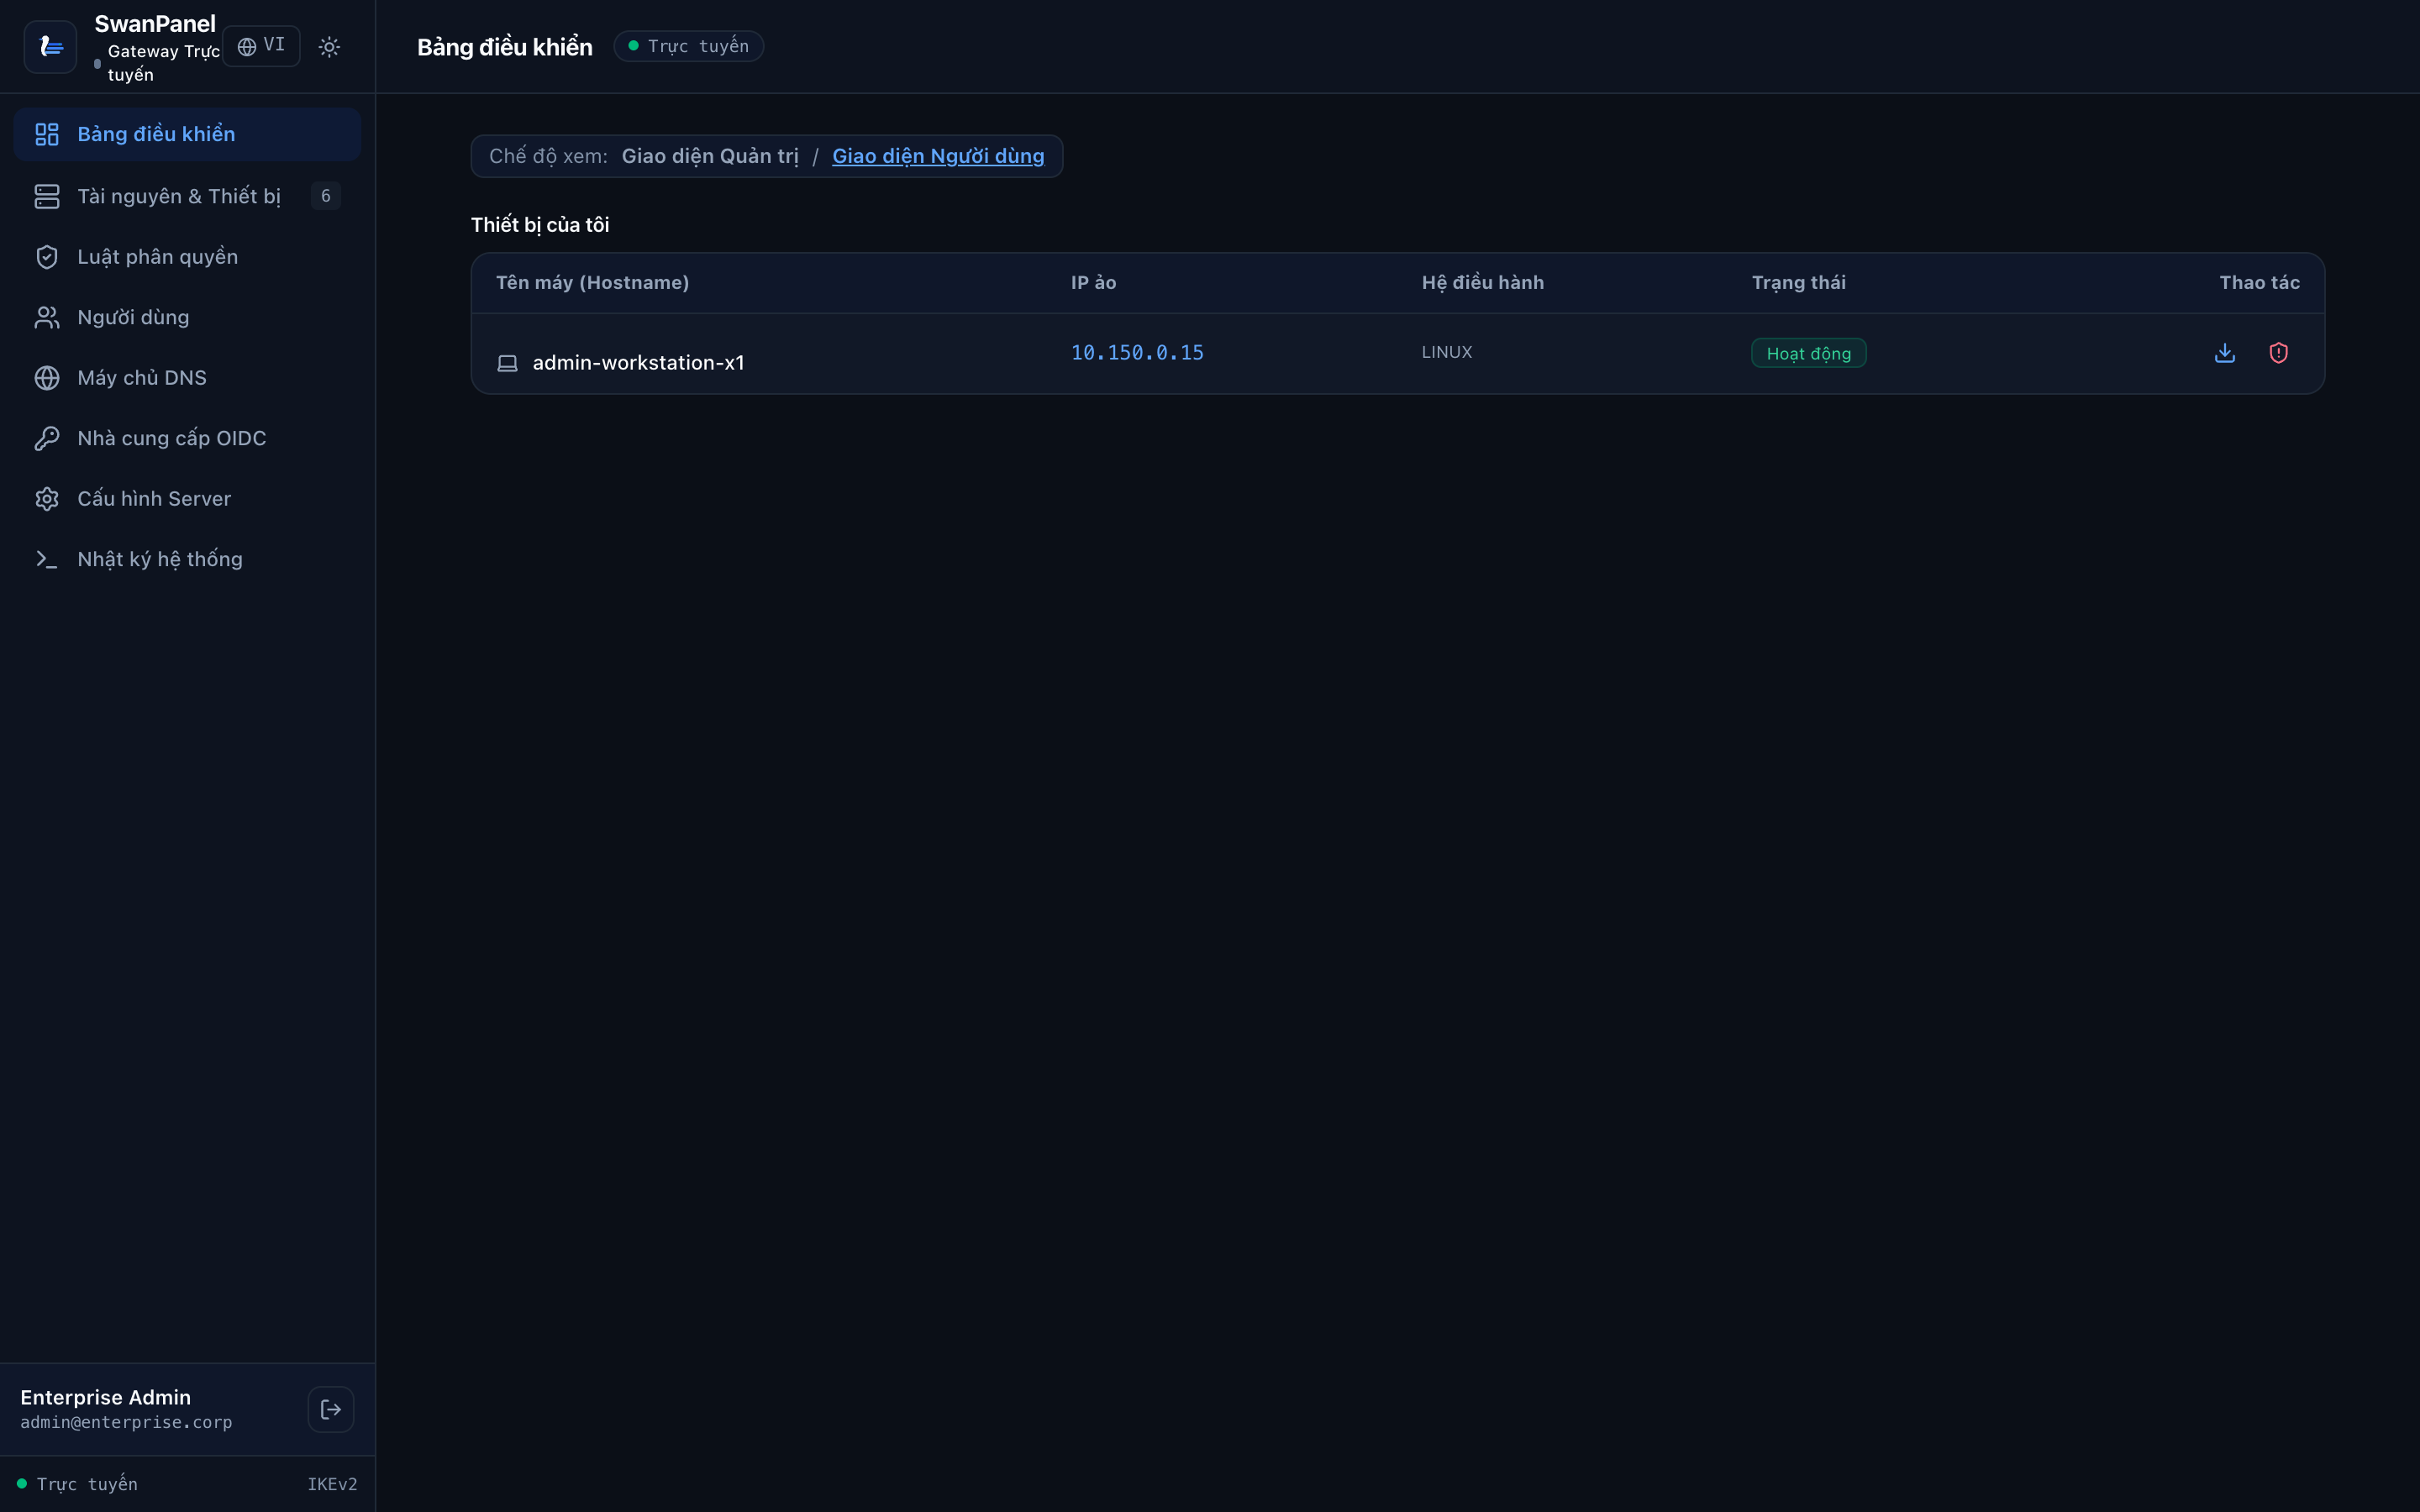 SwanPanel
Gateway Trực
tuyến
VI
Bảng điều khiển
Trực tuyến
Bảng điều khiển
Tài nguyên & Thiết bị 6
Luật phân quyền
Người dùng
Máy chủ DNS
Nhà cung cấp OIDC
Cấu hình Server
Nhật ký hệ thống
Chế độ xem: Giao diện Quản trị / Giao diện Người dùng
Thiết bị của tôi
Tên máy (Hostname) IP ảo Hệ điều hành Trạng thái Thao tác
admin-workstation-x1 10.150.0.15 LINUX Hoạt động
Enterprise Admin
admin@enterprise.corp
Trực tuyến IKEv2